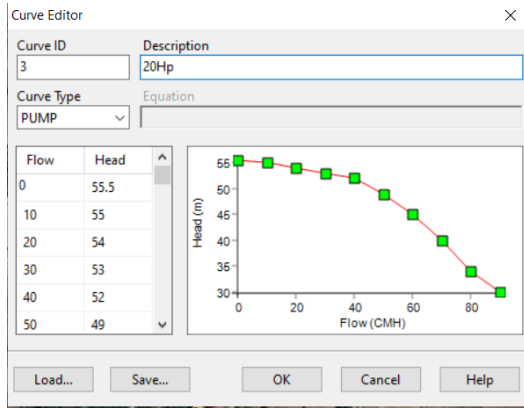 Curve Editor
Curve ID Description
3 20Hp
Curve Type Equation
PUMP
Flow Head
0 55.5
10 55
20 54
30 53
40 52
50 49
Head (m)
55
50
45
40
35
30
0 20 40 60 80
Flow (CMH)
Load... Save... OK Cancel Help